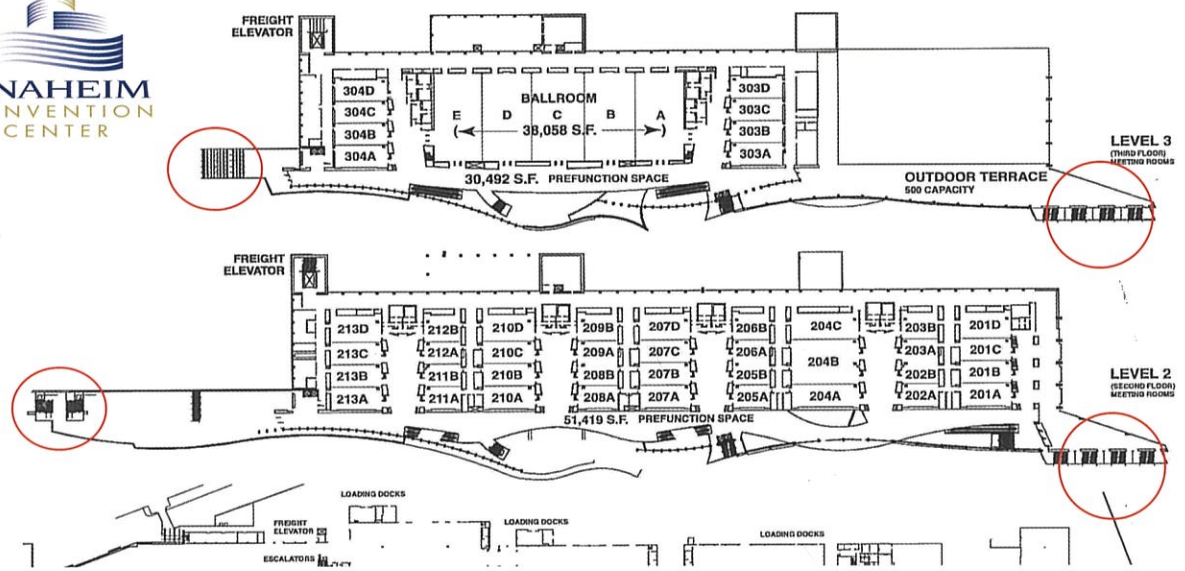 NAHEIM
NVENTION
CENTER
FREIGHT
ELEVATOR
304D
304C
304B
304A
BALLROOM
E D C B A
38,058 S.F.
303D
303C
303B
303A
30,492 S.F. PREFUNCTION SPACE
OUTDOOR TERRACE
500 CAPACITY
LEVEL 3
(THIRD FLOOR)
MEETING ROOMS
FREIGHT
ELEVATOR
213D 212B 210D 209B 207D 206B 204C 203B 201D
213C 212A 210C 209A 207C 206A 203A 201C
213B 211B 210B 208B 207B 205B 204B 202B 201B
213A 211A 210A 208A 207A 205A 204A 202A 201A
51,419 S.F. PREFUNCTION SPACE
LEVEL 2
(SECOND FLOOR)
MEETING ROOMS
LOADING DOCKS
FREIGHT
ELEVATOR
ESCALATORS
LOADING DOCKS
LOADING DOCKS